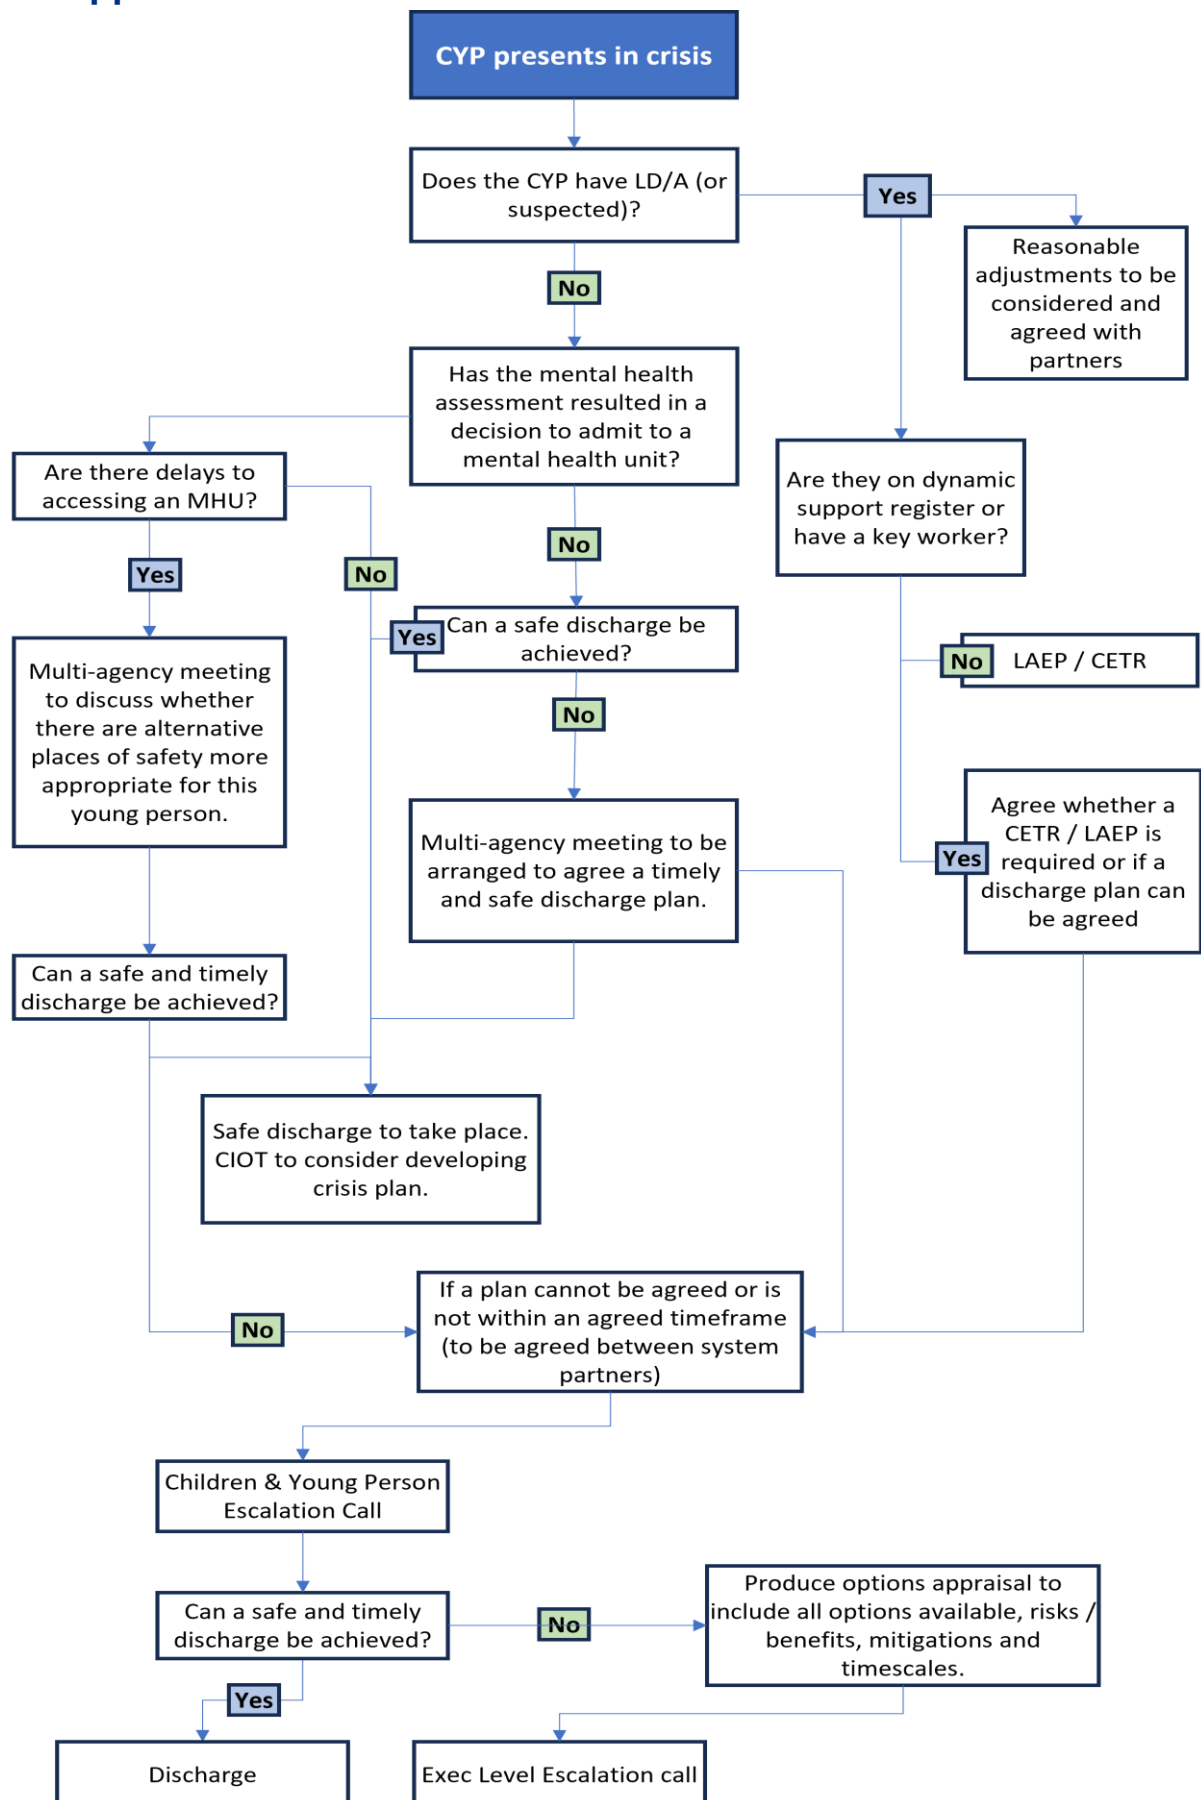 CYP presents in crisis
Does the CYP have LD/A (or
suspected)?
Yes
Reasonable
adjustments to be
considered and
agreed with
partners
No
Has the mental health
assessment resulted in a
decision to admit to a
mental health unit?
Are there delays to
accessing an MHU?
Are they on dynamic
support register or
have a key worker?
Yes
No
No
Yes
Can a safe discharge be
achieved?
No
LAEP / CETR
Multi-agency meeting
to discuss whether
there are alternative
places of safety more
appropriate for this
young person.
No
Multi-agency meeting to be
arranged to agree a timely
and safe discharge plan.
Yes
Agree whether a
CETR / LAEP is
required or if a
discharge plan can
be agreed
Can a safe and timely
discharge be achieved?
Safe discharge to take place.
CIOT to consider developing
crisis plan.
No
If a plan cannot be agreed or is
not within an agreed timeframe
(to be agreed between system
partners)
Children & Young Person
Escalation Call
Can a safe and timely
discharge be achieved?
No
Produce options appraisal to
include all options available, risks /
benefits, mitigations and
timescales.
Yes
Discharge
Exec Level Escalation call